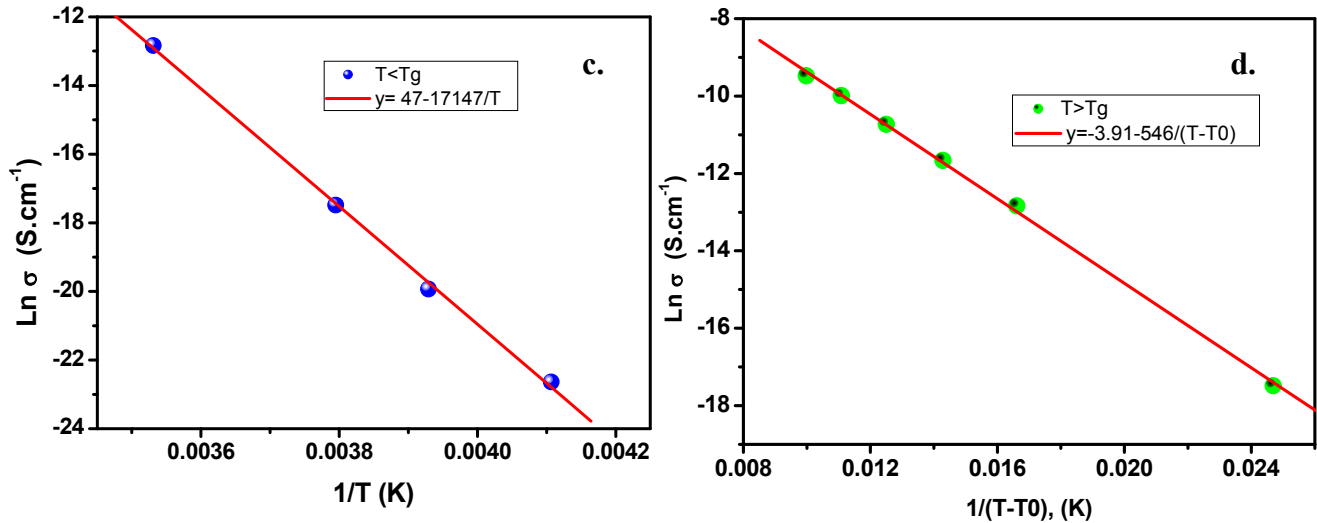 c.
T<Tg
y= 47-17147/T
-12
-14
-16
-18
-20
-22
-24
Ln σ (S.cm⁻¹)
0.0036
0.0038
0.0040
0.0042
1/T (K)
d.
T>Tg
y=-3.91-546/(T-T0)
-8
-10
-12
-14
-16
-18
Ln σ (S.cm⁻¹)
0.008
0.012
0.016
0.020
0.024
1/(T-T0), (K)